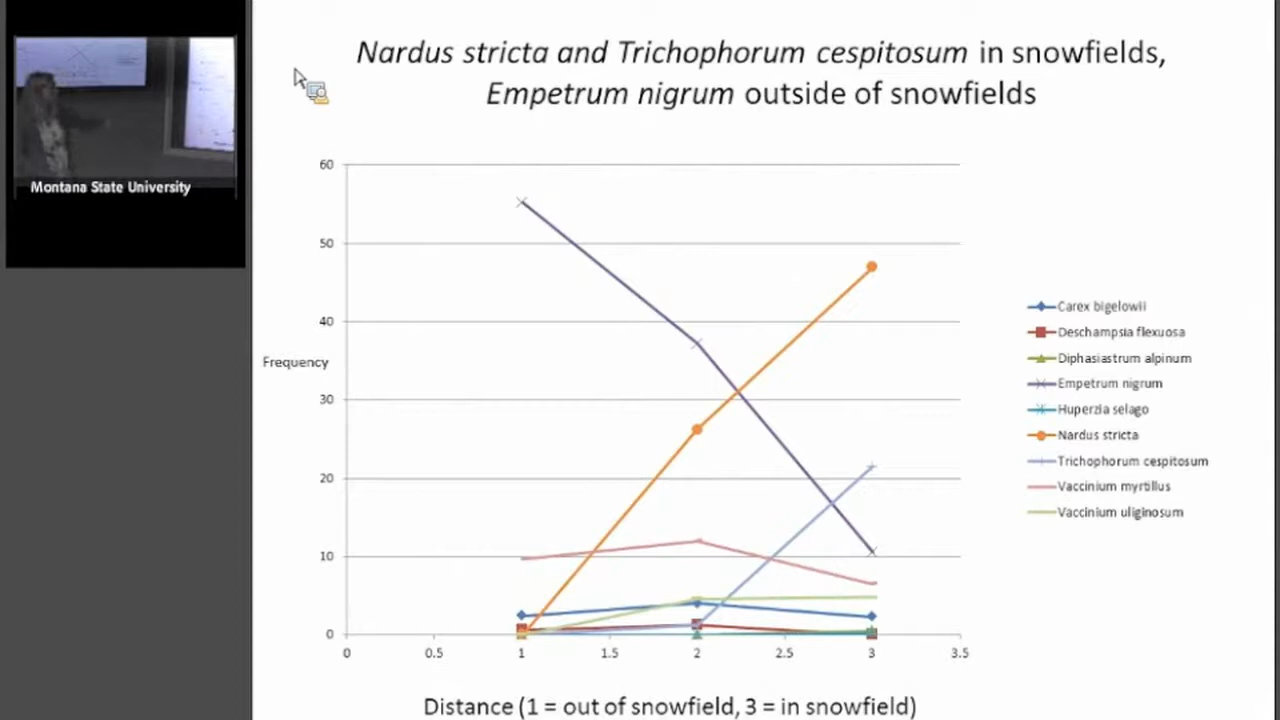 Nardus stricta and Trichophorum cespitosum in snowfields,
Empetrum nigrum outside of snowfields
Montana State University
60
50
40
Frequency
30
20
10
0
0 0.5 1 1.5 2 2.5 3 3.5
Carex bigelowii
Deschampsia flexuosa
Diphasiastrum alpinum
Empetrum nigrum
Huperzia selago
Nardus stricta
Trichophorum cespitosum
Vaccinium myrtillus
Vaccinium uliginosum
Distance (1 = out of snowfield, 3 = in snowfield)